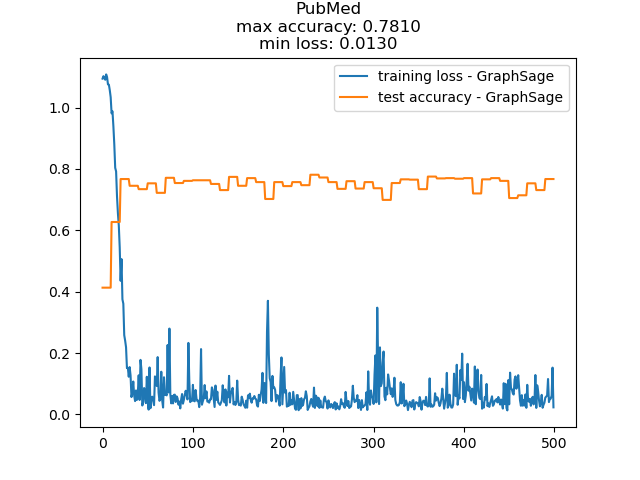 PubMed
max accuracy: 0.7810
min loss: 0.0130
training loss - GraphSage
test accuracy - GraphSage
1.0
0.8
0.6
0.4
0.2
0.0
0 100 200 300 400 500